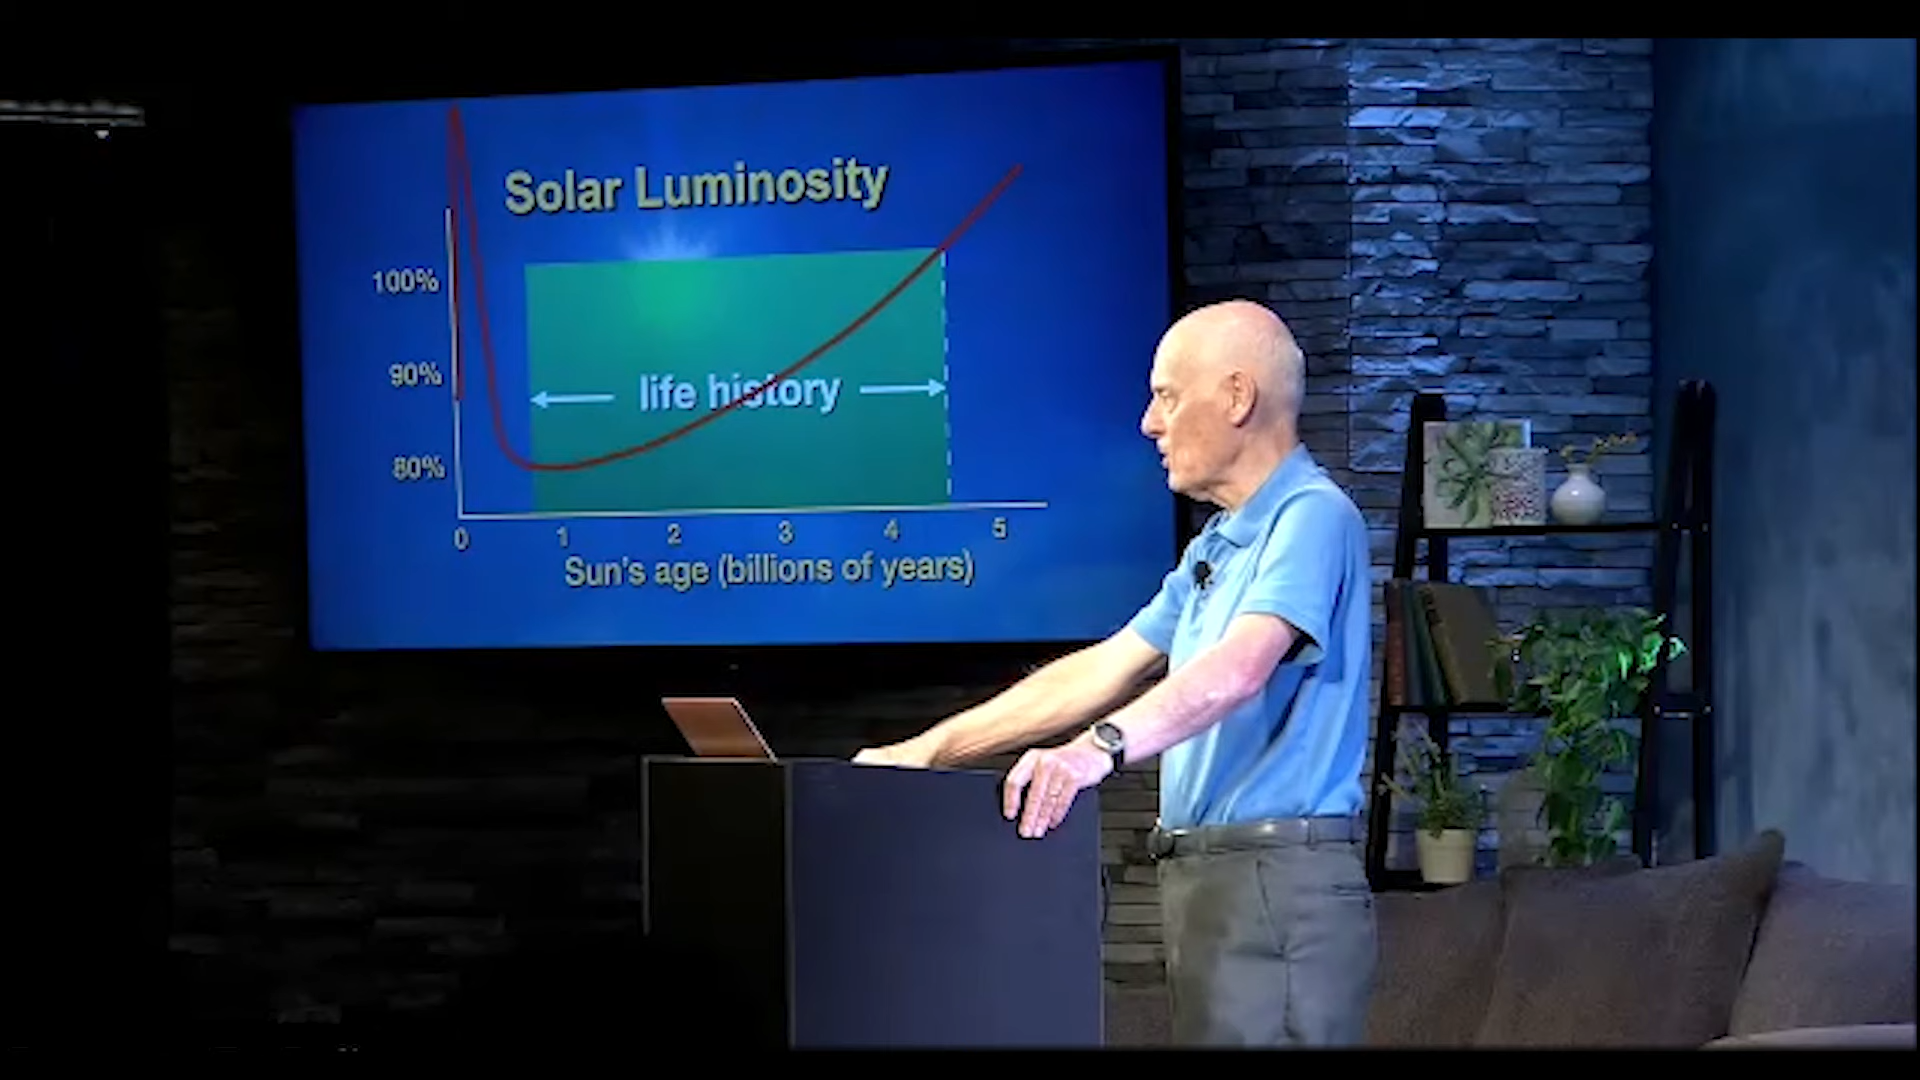 Solar Luminosity
100%
90%
80%
life history
0 1 2 3 4 5
Sun's age (billions of years)